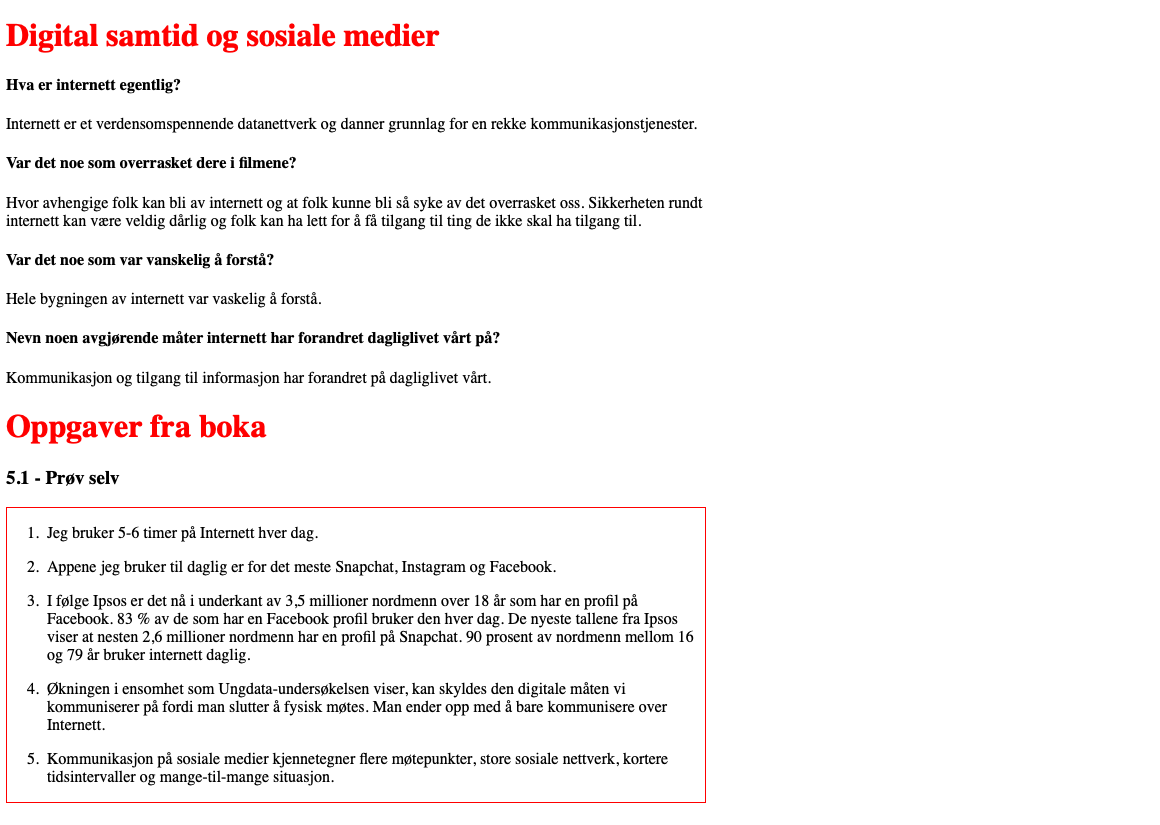 Digital samtid og sosiale medier
Hva er internett egentlig?
Internett er et verdensomspennende datanettverk og danner grunnlag for en rekke kommunikasjonstjenester.
Var det noe som overrasket dere i filmene?
Hvor avhengige folk kan bli av internett og at folk kunne bli så syke av det overrasket oss. Sikkerheten rundt
internett kan være veldig dårlig og folk kan ha lett for å få tilgang til ting de ikke skal ha tilgang til.
Var det noe som var vanskelig å forstå?
Hele bygningen av internett var vaskelig å forstå.
Nevn noen avgjørende måter internett har forandret dagliglivet vårt på?
Kommunikasjon og tilgang til informasjon har forandret på dagliglivet vårt.
Oppgaver fra boka
5.1 - Prøv selv
1. Jeg bruker 5-6 timer på Internett hver dag.
2. Appene jeg bruker til daglig er for det meste Snapchat, Instagram og Facebook.
3. I følge Ipsos er det nå i underkant av 3,5 millioner nordmenn over 18 år som har en profil på
Facebook. 83 % av de som har en Facebook profil bruker den hver dag. De nyeste tallene fra Ipsos
viser at nesten 2,6 millioner nordmenn har en profil på Snapchat. 90 prosent av nordmenn mellom 16
og 79 år bruker internett daglig.
4. Økningen i ensomhet som Ungdata-undersøkelsen viser, kan skyldes den digitale måten vi
kommuniserer på fordi man slutter å fysisk møtes. Man ender opp med å bare kommunisere over
Internett.
5. Kommunikasjon på sosiale medier kjennetegner flere møtepunkter, store sosiale nettverk, kortere
tidsintervaller og mange-til-mange situasjon.